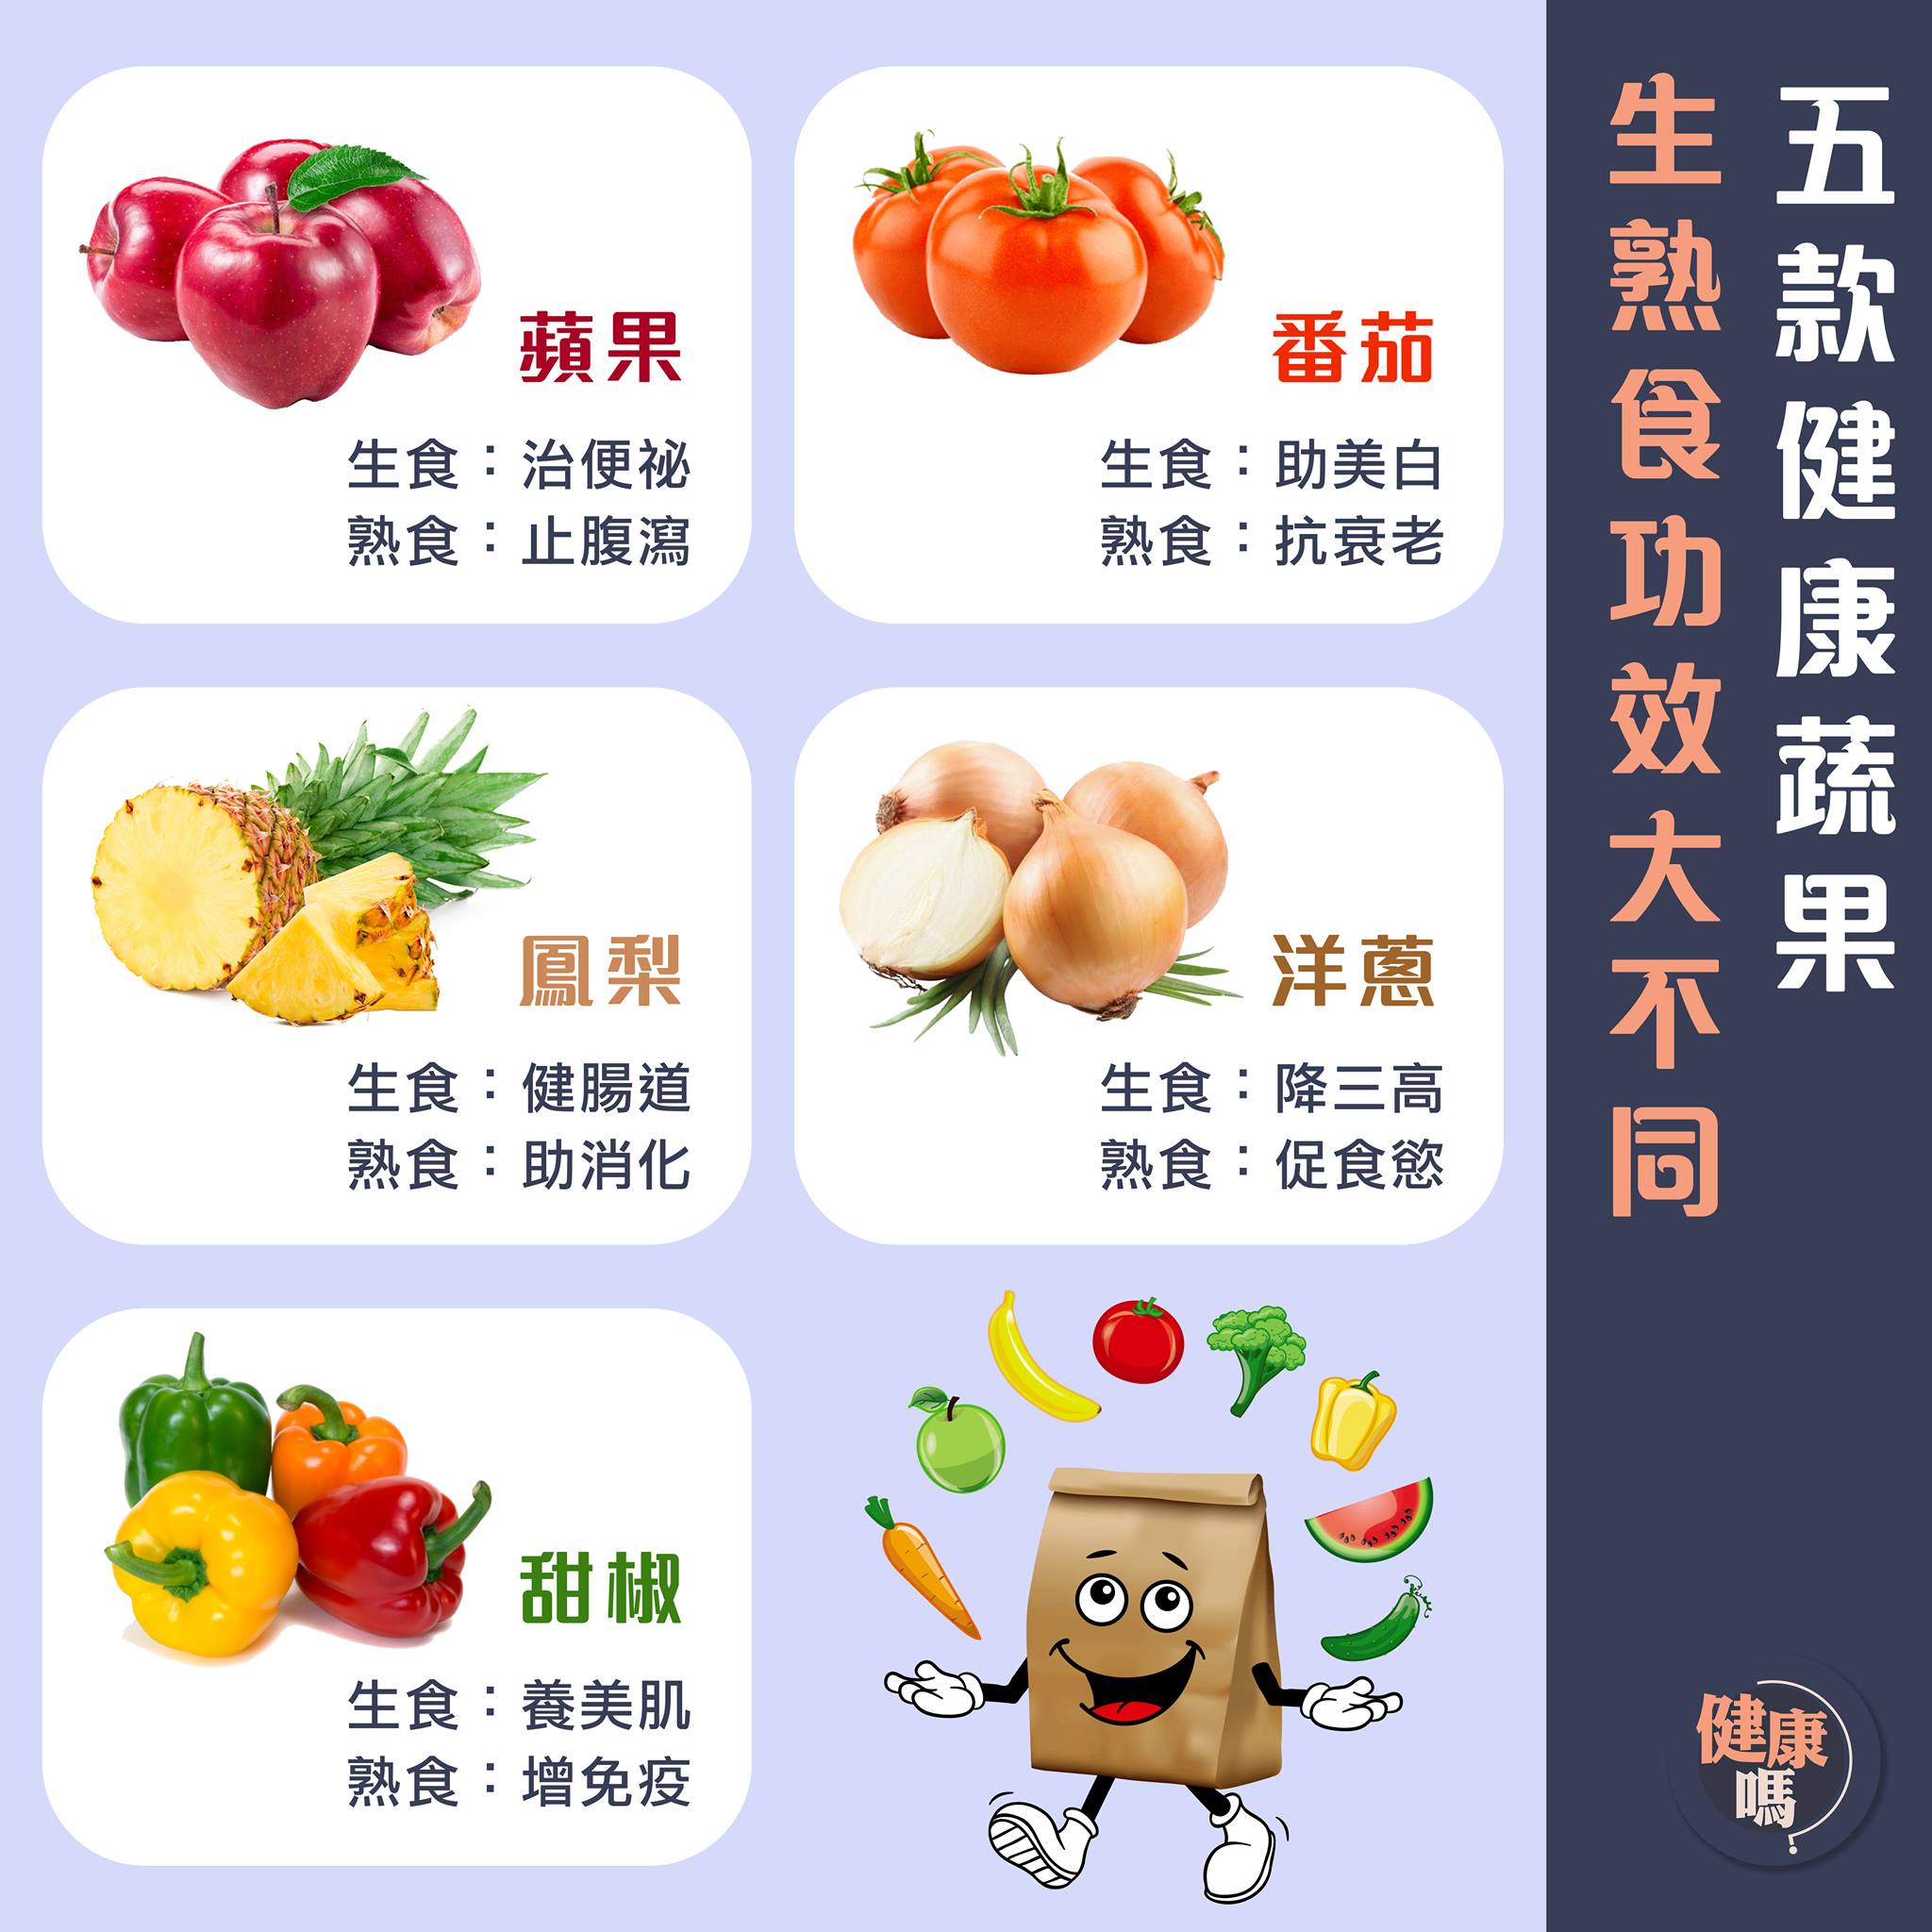 五款健康蔬果
生熟食功效大不同
蘋果
生食：治便祕
熟食：止腹瀉
番茄
生食：助美白
熟食：抗衰老
鳳梨
生食：健腸道
熟食：助消化
洋蔥
生食：降三高
熟食：促食慾
甜椒
生食：養美肌
熟食：增免疫
健康
嗎?